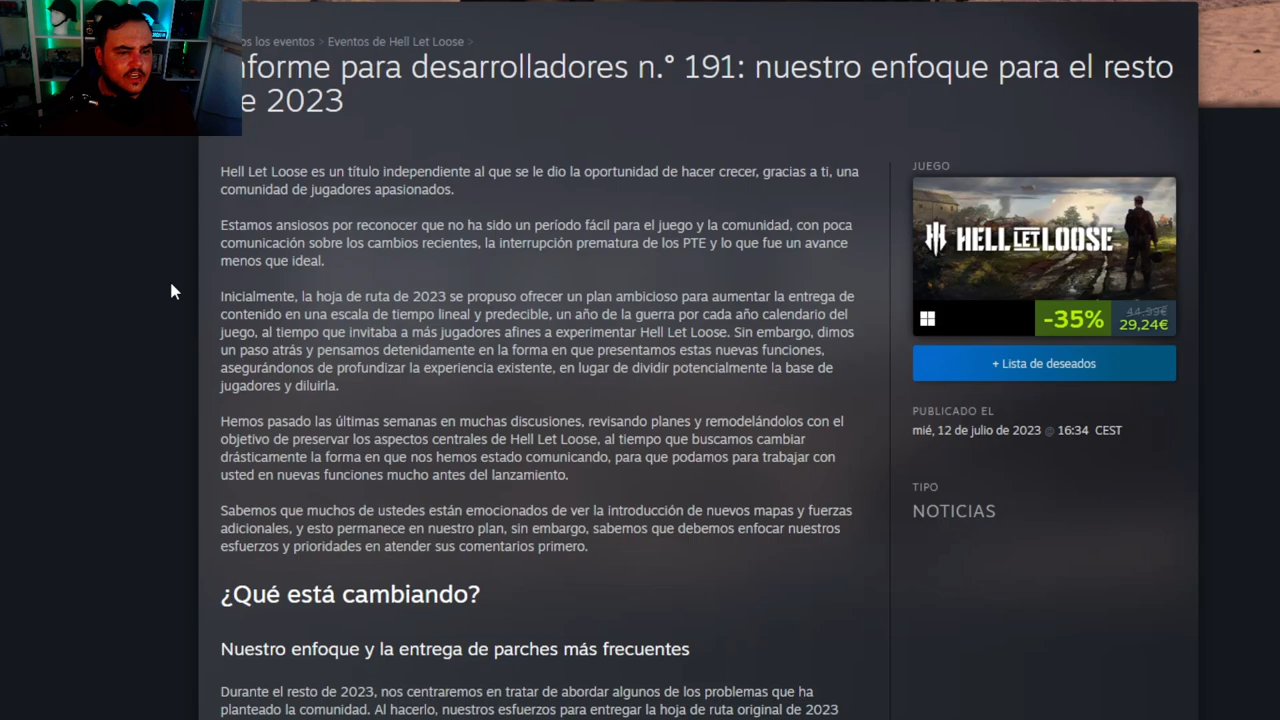 os los eventos > Eventos de Hell Let Loose >
nforme para desarrolladores n.° 191: nuestro enfoque para el resto
e 2023
Hell Let Loose es un título independiente al que se le dio la oportunidad de hacer crecer, gracias a ti, una
comunidad de jugadores apasionados.
Estamos ansiosos por reconocer que no ha sido un período fácil para el juego y la comunidad, con poca
comunicación sobre los cambios recientes, la interrupción prematura de los PTE y lo que fue un avance
menos que ideal.
Inicialmente, la hoja de ruta de 2023 se propuso ofrecer un plan ambicioso para aumentar la entrega de
contenido en una escala de tiempo lineal y predecible, un año de la guerra por cada año calendario del
juego, al tiempo que invitaba a más jugadores afines a experimentar Hell Let Loose. Sin embargo, dimos
un paso atrás y pensamos detenidamente en la forma en que presentamos estas nuevas funciones,
asegurándonos de profundizar la experiencia existente, en lugar de dividir potencialmente la base de
jugadores y diluirla.
Hemos pasado las últimas semanas en muchas discusiones, revisando planes y remodelándolos con el
objetivo de preservar los aspectos centrales de Hell Let Loose, al tiempo que buscamos cambiar
drásticamente la forma en que nos hemos estado comunicando, para que podamos para trabajar con
usted en nuevas funciones mucho antes del lanzamiento.
Sabemos que muchos de ustedes están emocionados de ver la introducción de nuevos mapas y fuerzas
adicionales, y esto permanece en nuestro plan, sin embargo, sabemos que debemos enfocar nuestros
esfuerzos y prioridades en atender sus comentarios primero.
¿Qué está cambiando?
Nuestro enfoque y la entrega de parches más frecuentes
Durante el resto de 2023, nos centraremos en tratar de abordar algunos de los problemas que ha
planteado la comunidad. Al hacerlo, nuestros esfuerzos para entregar la hoja de ruta original de 2023
JUEGO
HELL LET LOOSE
-35%
44,99€
29,24€
+ Lista de deseados
PUBLICADO EL
mié, 12 de julio de 2023 @ 16:34 CEST
TIPO
NOTICIAS